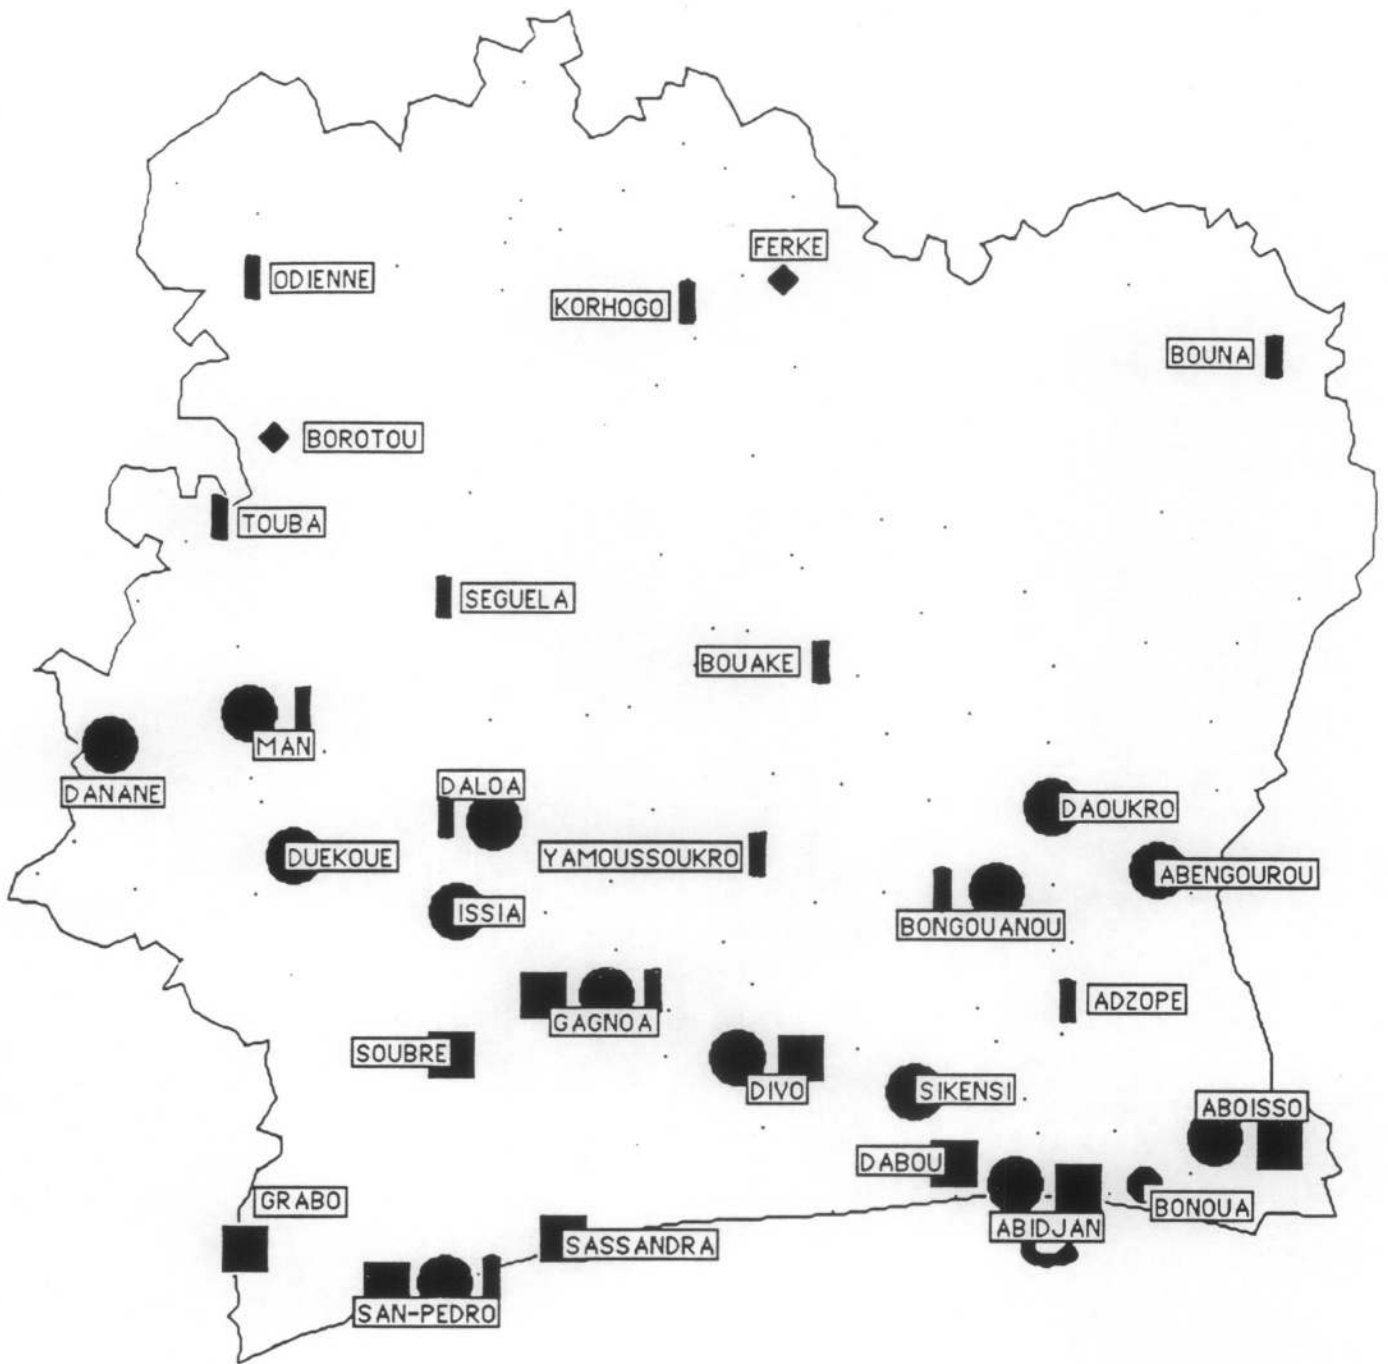 FERKE
ODIENNE
KORHOGO
BOUNA
BOROTOU
TOUBA
SEGUELA
BOUAKE
MAN
DANANE
DALOA
DAOUKRO
DUEKOUE
YAMOUSSOUKRO
ABENGOUROU
ISSIA
BONGOUANOU
ADZOPE
GAGNOA
SOUBRE
DIVO
SIKENSI
ABOISSO
DABOU
GRABO
BONOUA
ABIDJAN
SASSANDRA
SAN-PEDRO